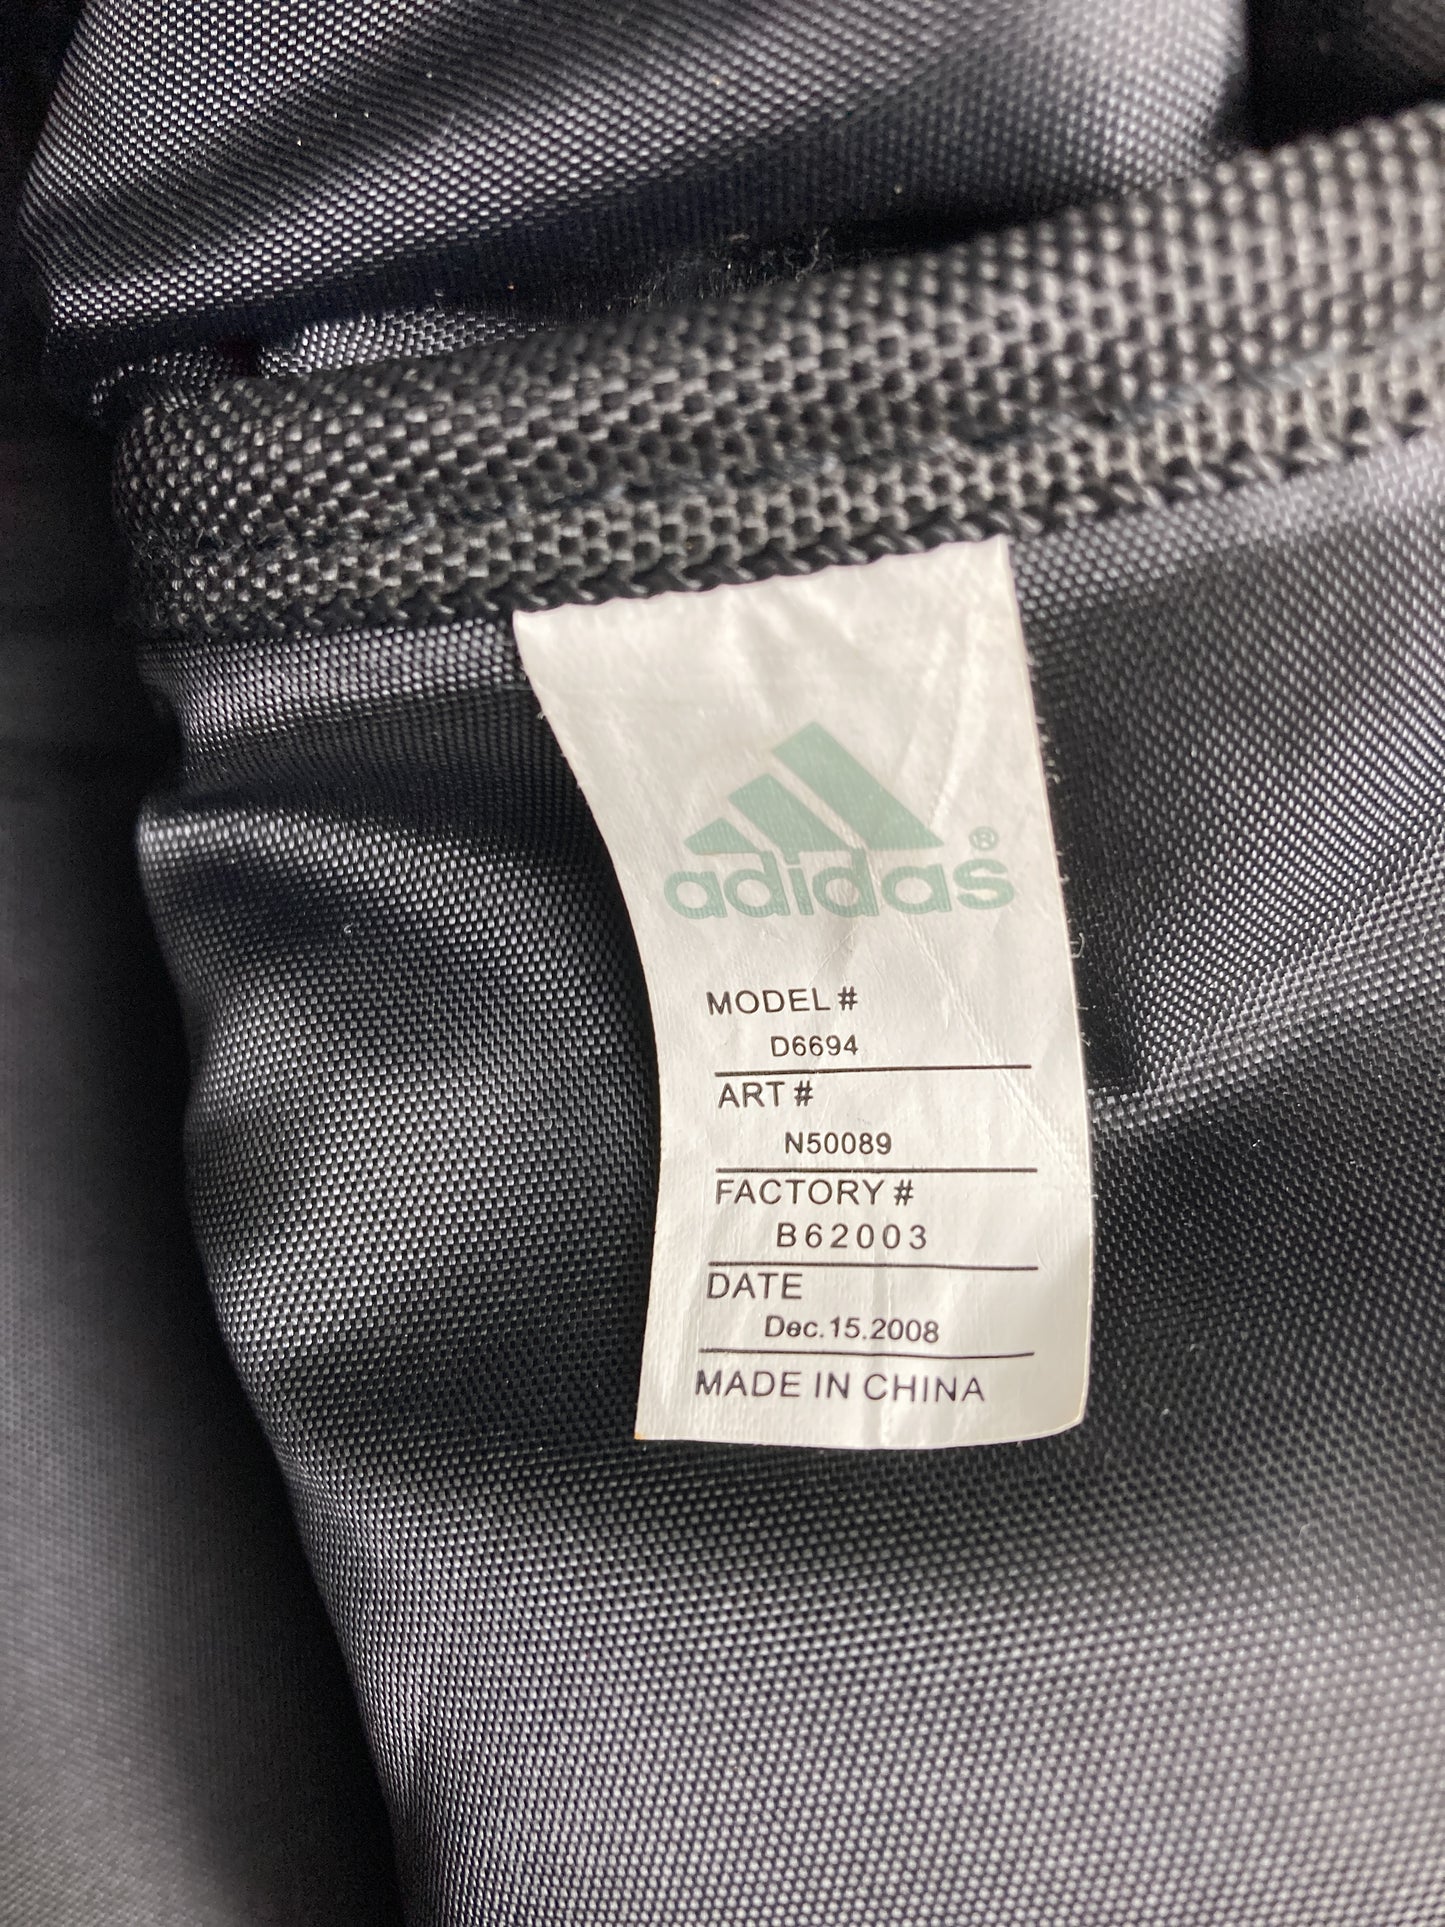 adidas®
MODEL #
D6694
ART #
N50089
FACTORY #
B62003
DATE
Dec.15.2008
MADE IN CHINA